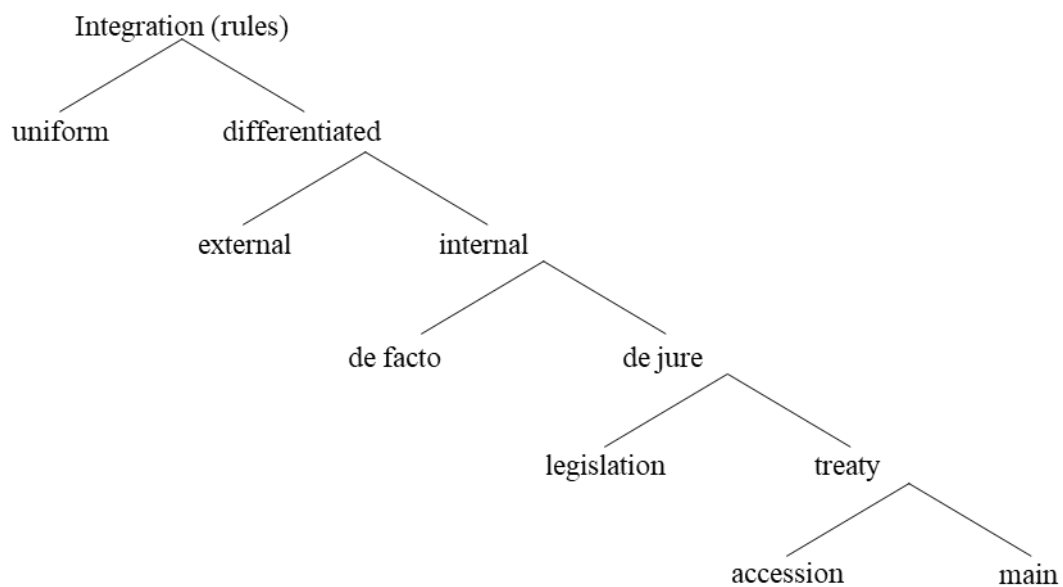 Integration (rules)
uniform differentiated
external internal
de facto de jure
legislation treaty
accession main